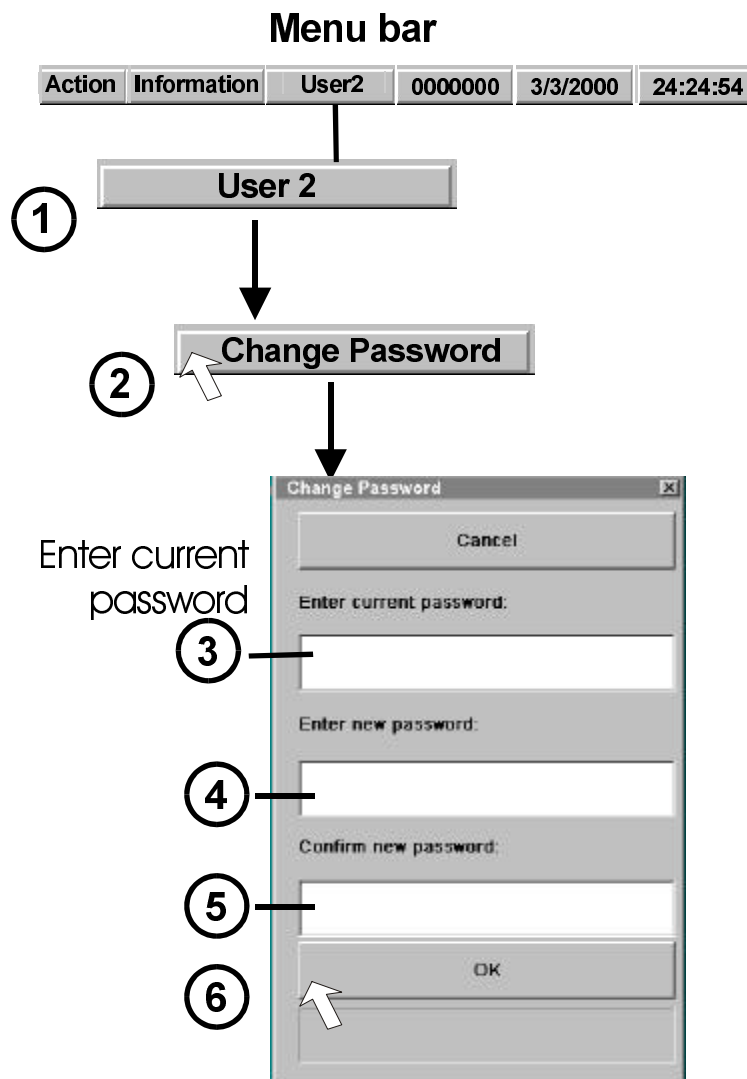 Menu bar
Action Information User2 0000000 3/3/2000 24:24:54
User 2
1
Change Password
2
Change Password
Cancel
Enter current
password
Enter current password:
3
Enter new password:
4
Confirm new password:
5
OK
6